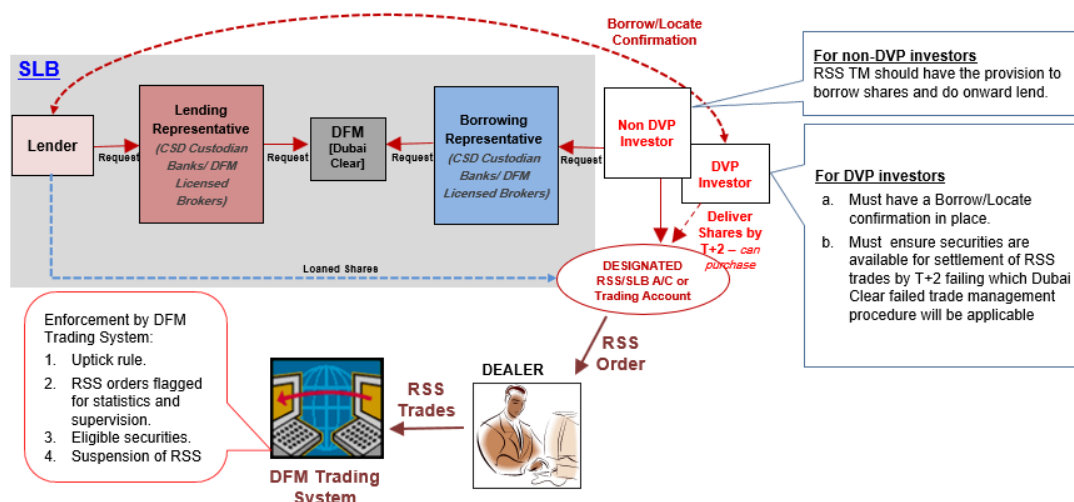 Borrow/Locate
Confirmation
SLB
Lender
Request
Lending
Representative
(CSD Custodian
Banks/ DFM
Licensed
Brokers)
Request
DFM
[Dubai
Clear]
Request
Borrowing
Representative
(CSD Custodian
Banks/ DFM
Licensed
Brokers)
Request
Non DVP
Investor
DVP
Investor
Deliver
Shares by
T+2 – can
purchase
Loaned Shares
DESIGNATED
RSS/SLB A/C or
Trading Account
For non-DVP investors
RSS TM should have the provision to
borrow shares and do onward lend.
For DVP investors
a. Must have a Borrow/Locate
confirmation in place.
b. Must ensure securities are
available for settlement of RSS
trades by T+2 failing which Dubai
Clear failed trade management
procedure will be applicable
RSS
Order
DEALER
RSS
Trades
DFM Trading
System
Enforcement by DFM
Trading System:
1. Uptick rule.
2. RSS orders flagged
for statistics and
supervision.
3. Eligible securities.
4. Suspension of RSS